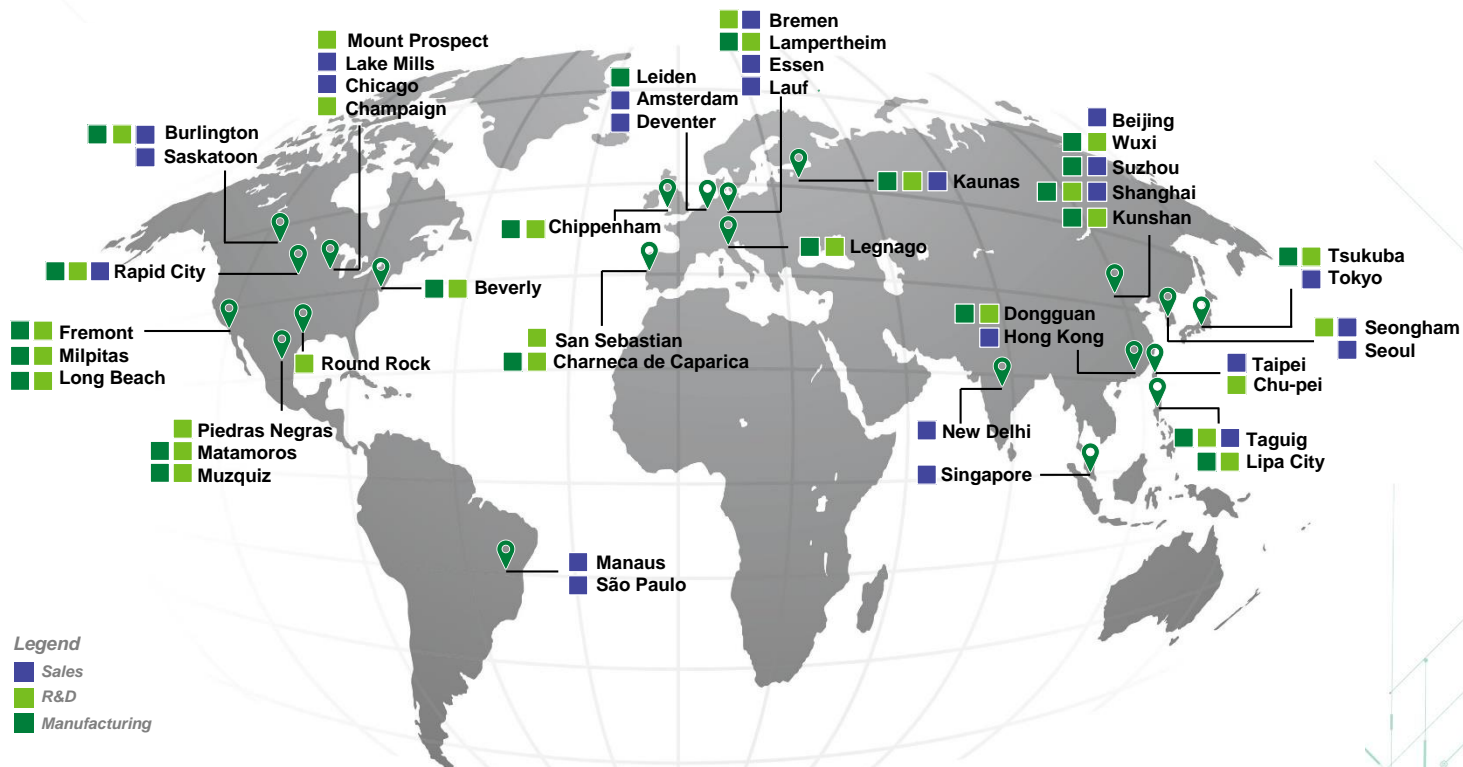 Mount Prospect
Lake Mills
Chicago
Champaign
Burlington
Saskatoon
Rapid City
Beverly
Fremont
Milpitas
Long Beach
Round Rock
Piedras Negras
Matamoros
Muzquiz
Manaus
São Paulo
Leiden
Amsterdam
Deventer
Bremen
Lampertheim
Essen
Lauf
Kaunas
Chippenham
Legnago
San Sebastian
Charneca de Caparica
Beijing
Wuxi
Suzhou
Shanghai
Kunshan
Tsukuba
Tokyo
Seongham
Seoul
Dongguan
Hong Kong
Taipei
Chu-pei
New Delhi
Singapore
Taguig
Lipa City
Legend
Sales
R&D
Manufacturing